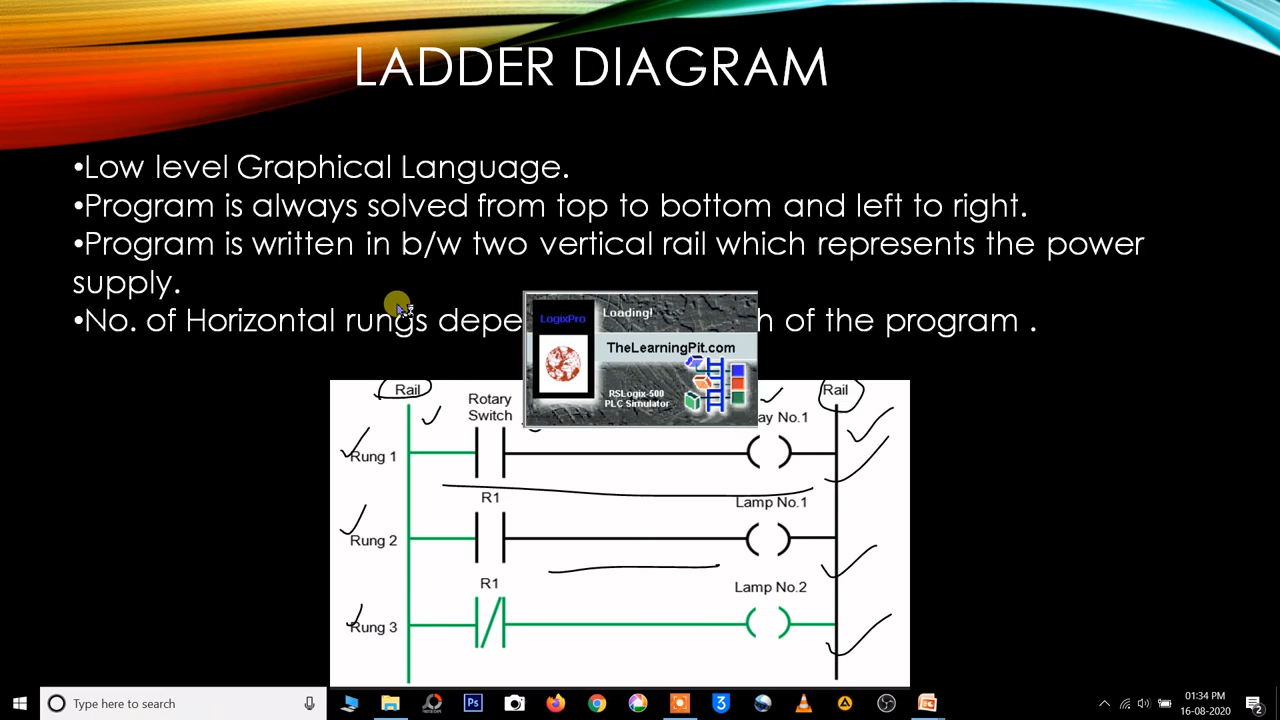 LADDER DIAGRAM
•Low level Graphical Language.
•Program is always solved from top to bottom and left to right.
•Program is written in b/w two vertical rail which represents the power
supply.
•No. of Horizontal rungs of the program .
LogixPro
Loading!
TheLearningPit.com
RSLogix-500
PLC Simulator
Rail
Rail
Rotary
Switch
No.1
Rung 1
R1
Lamp No.1
Rung 2
R1
Lamp No.2
Rung 3
Type here to search
Ps
3
01:34 PM
16-08-2020
2